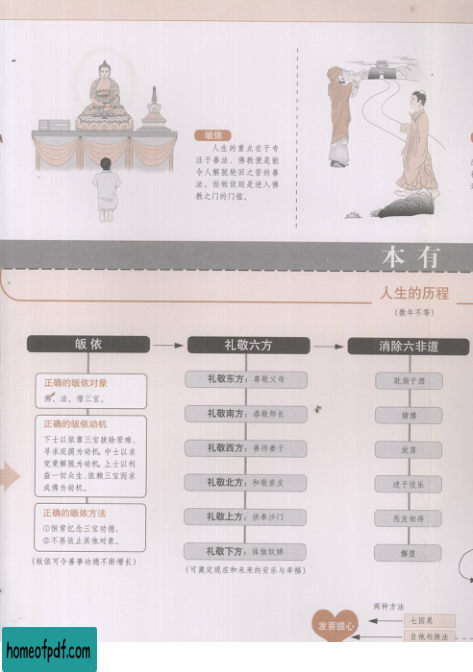 皈依
人生的重点在于专
注于善法，佛教便是能
令人解脱轮回之苦的善
法。而皈依则是进入佛
教之门的门槛。
本有
人生的历程
（数年不等）
皈依
正确的皈依对象
佛、法、僧三宝。
正确的皈依动机
下士以依靠三宝拔除苦难、
寻求庇荫为动机，中士以求
究竟解脱为动机，上士以利
益一切众生、依赖三宝而求
成佛为动机。
正确的皈依方法
①恒常忆念三宝功德；
②不再依止其他对象。
（皈依可令善事功德不断增长）
礼敬六方
礼敬东方：尊敬父母
礼敬南方：恭敬师长
礼敬西方：善待妻子
礼敬北方：和敬亲友
礼敬上方：供奉沙门
礼敬下方：体恤奴婢
（可奠定现在和未来的安乐与幸福）
消除六非道
耽湎于酒
赌博
放荡
迷于伎乐
恶友相得
懈堕
发菩提心
两种方法
七因果
自他相换法
homeofpdf.com